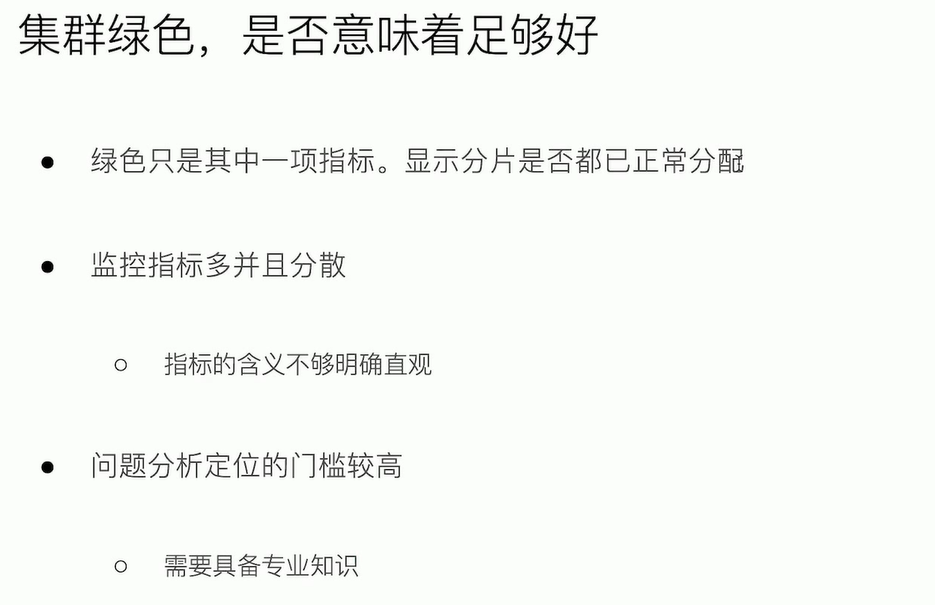 集群绿色，是否意味着足够好
绿色只是其中一项指标。显示分片是否都已正常分配
监控指标多并且分散
指标的含义不够明确直观
问题分析定位的门槛较高
需要具备专业知识